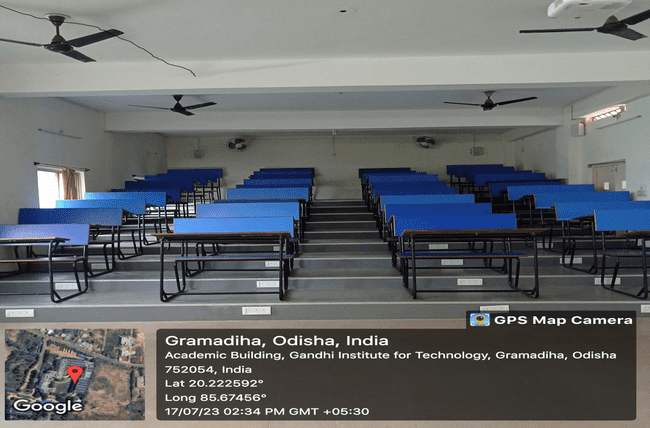 GPS Map Camera
Gramadiha, Odisha, India
Academic Building, Gandhi Institute for Technology, Gramadiha, Odisha
752054, India
Lat 20.222592°
Long 85.67456°
17/07/23 02:34 PM GMT +05:30
Google